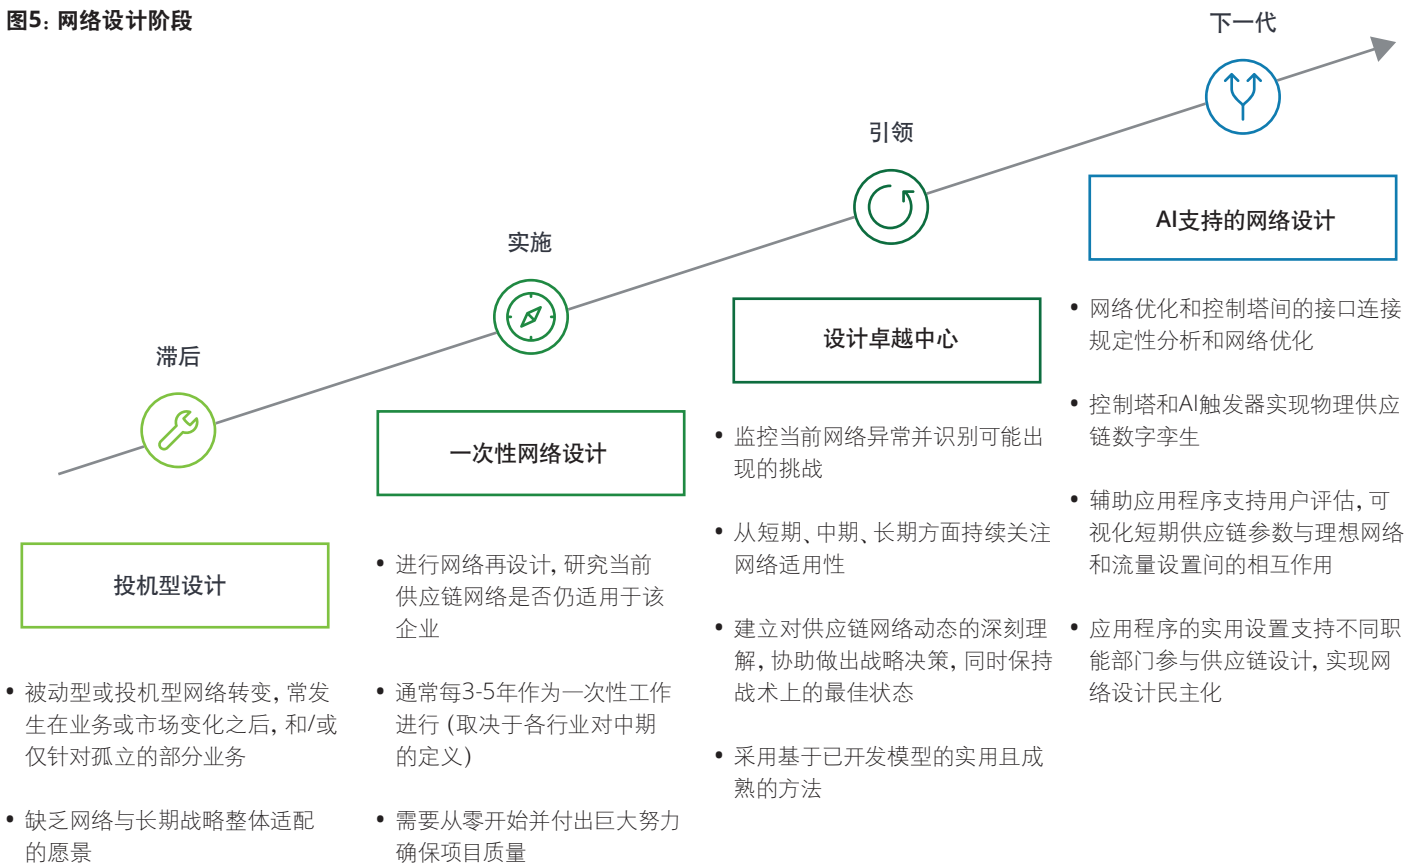 图5：网络设计阶段
滞后
投机型设计
• 被动型或投机型网络转变，常发
生在业务或市场变化之后，和/或
仅针对孤立的部分业务
• 缺乏网络与长期战略整体适配
的愿景
实施
一次性网络设计
• 进行网络再设计，研究当前
供应链网络是否仍适用于该
企业
• 通常每3-5年作为一次性工作
进行（取决于各行业对中期
的定义）
• 需要从零开始并付出巨大努力
确保项目质量
引领
设计卓越中心
• 监控当前网络异常并识别可能出
现的挑战
• 从短期、中期、长期方面持续关注
网络适用性
• 建立对供应链网络动态的深刻理
解，协助做出战略决策，同时保持
战术上的最佳状态
• 采用基于已开发模型的实用且成
熟的方法
下一代
AI支持的网络设计
• 网络优化和控制塔间的接口连接
规定性分析和网络优化
• 控制塔和AI触发器实现物理供应
链数字孪生
• 辅助应用程序支持用户评估，可
视化短期供应链参数与理想网络
和流量设置间的相互作用
• 应用程序的实用设置支持不同职
能部门参与供应链设计，实现网
络设计民主化